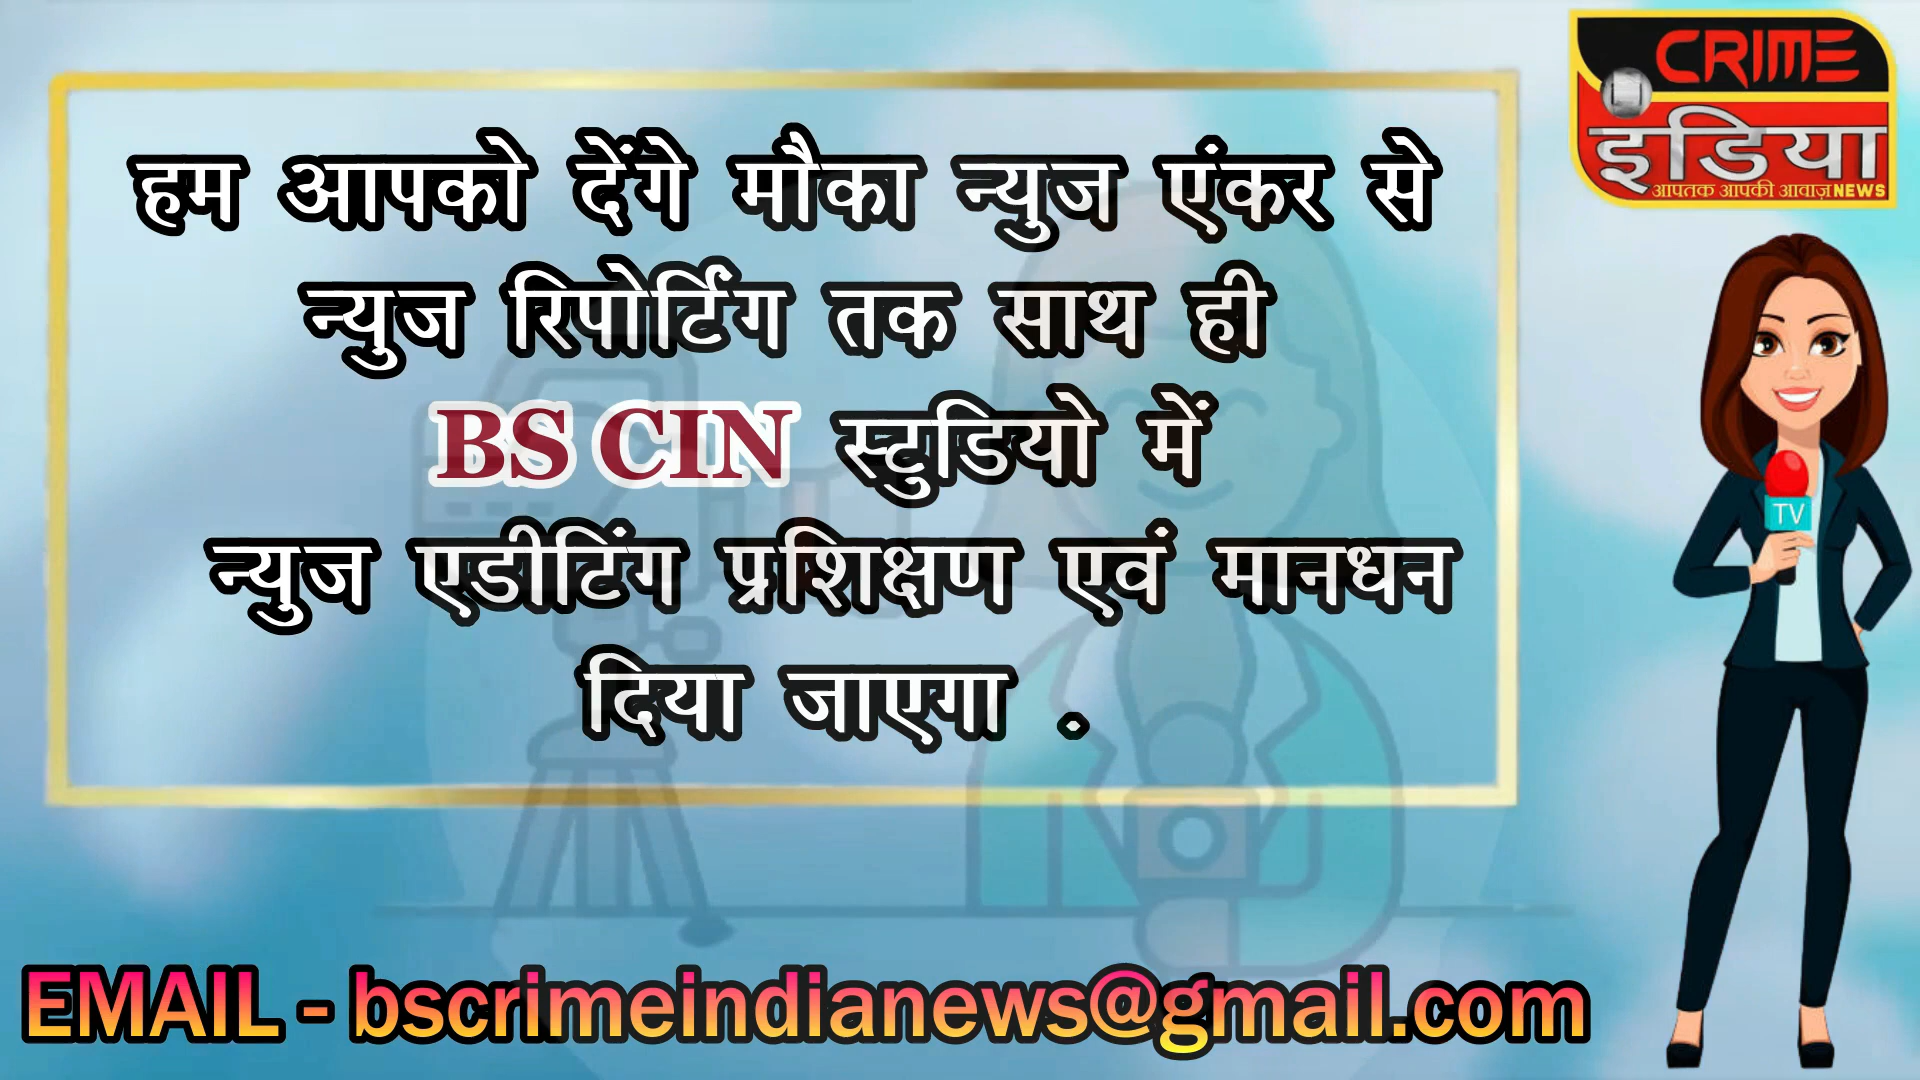 CRIME
इंडिया
आपतक आपकी आवाज़ NEWS
हम आपको देंगे मौका न्युज एंकर से
न्युज रिपोर्टिंग तक साथ ही
BS CIN स्टुडियो में
न्युज एडीटिंग प्रशिक्षण एवं मानधन
दिया जाएगा .
TV
EMAIL - bscrimeindianews@gmail.com